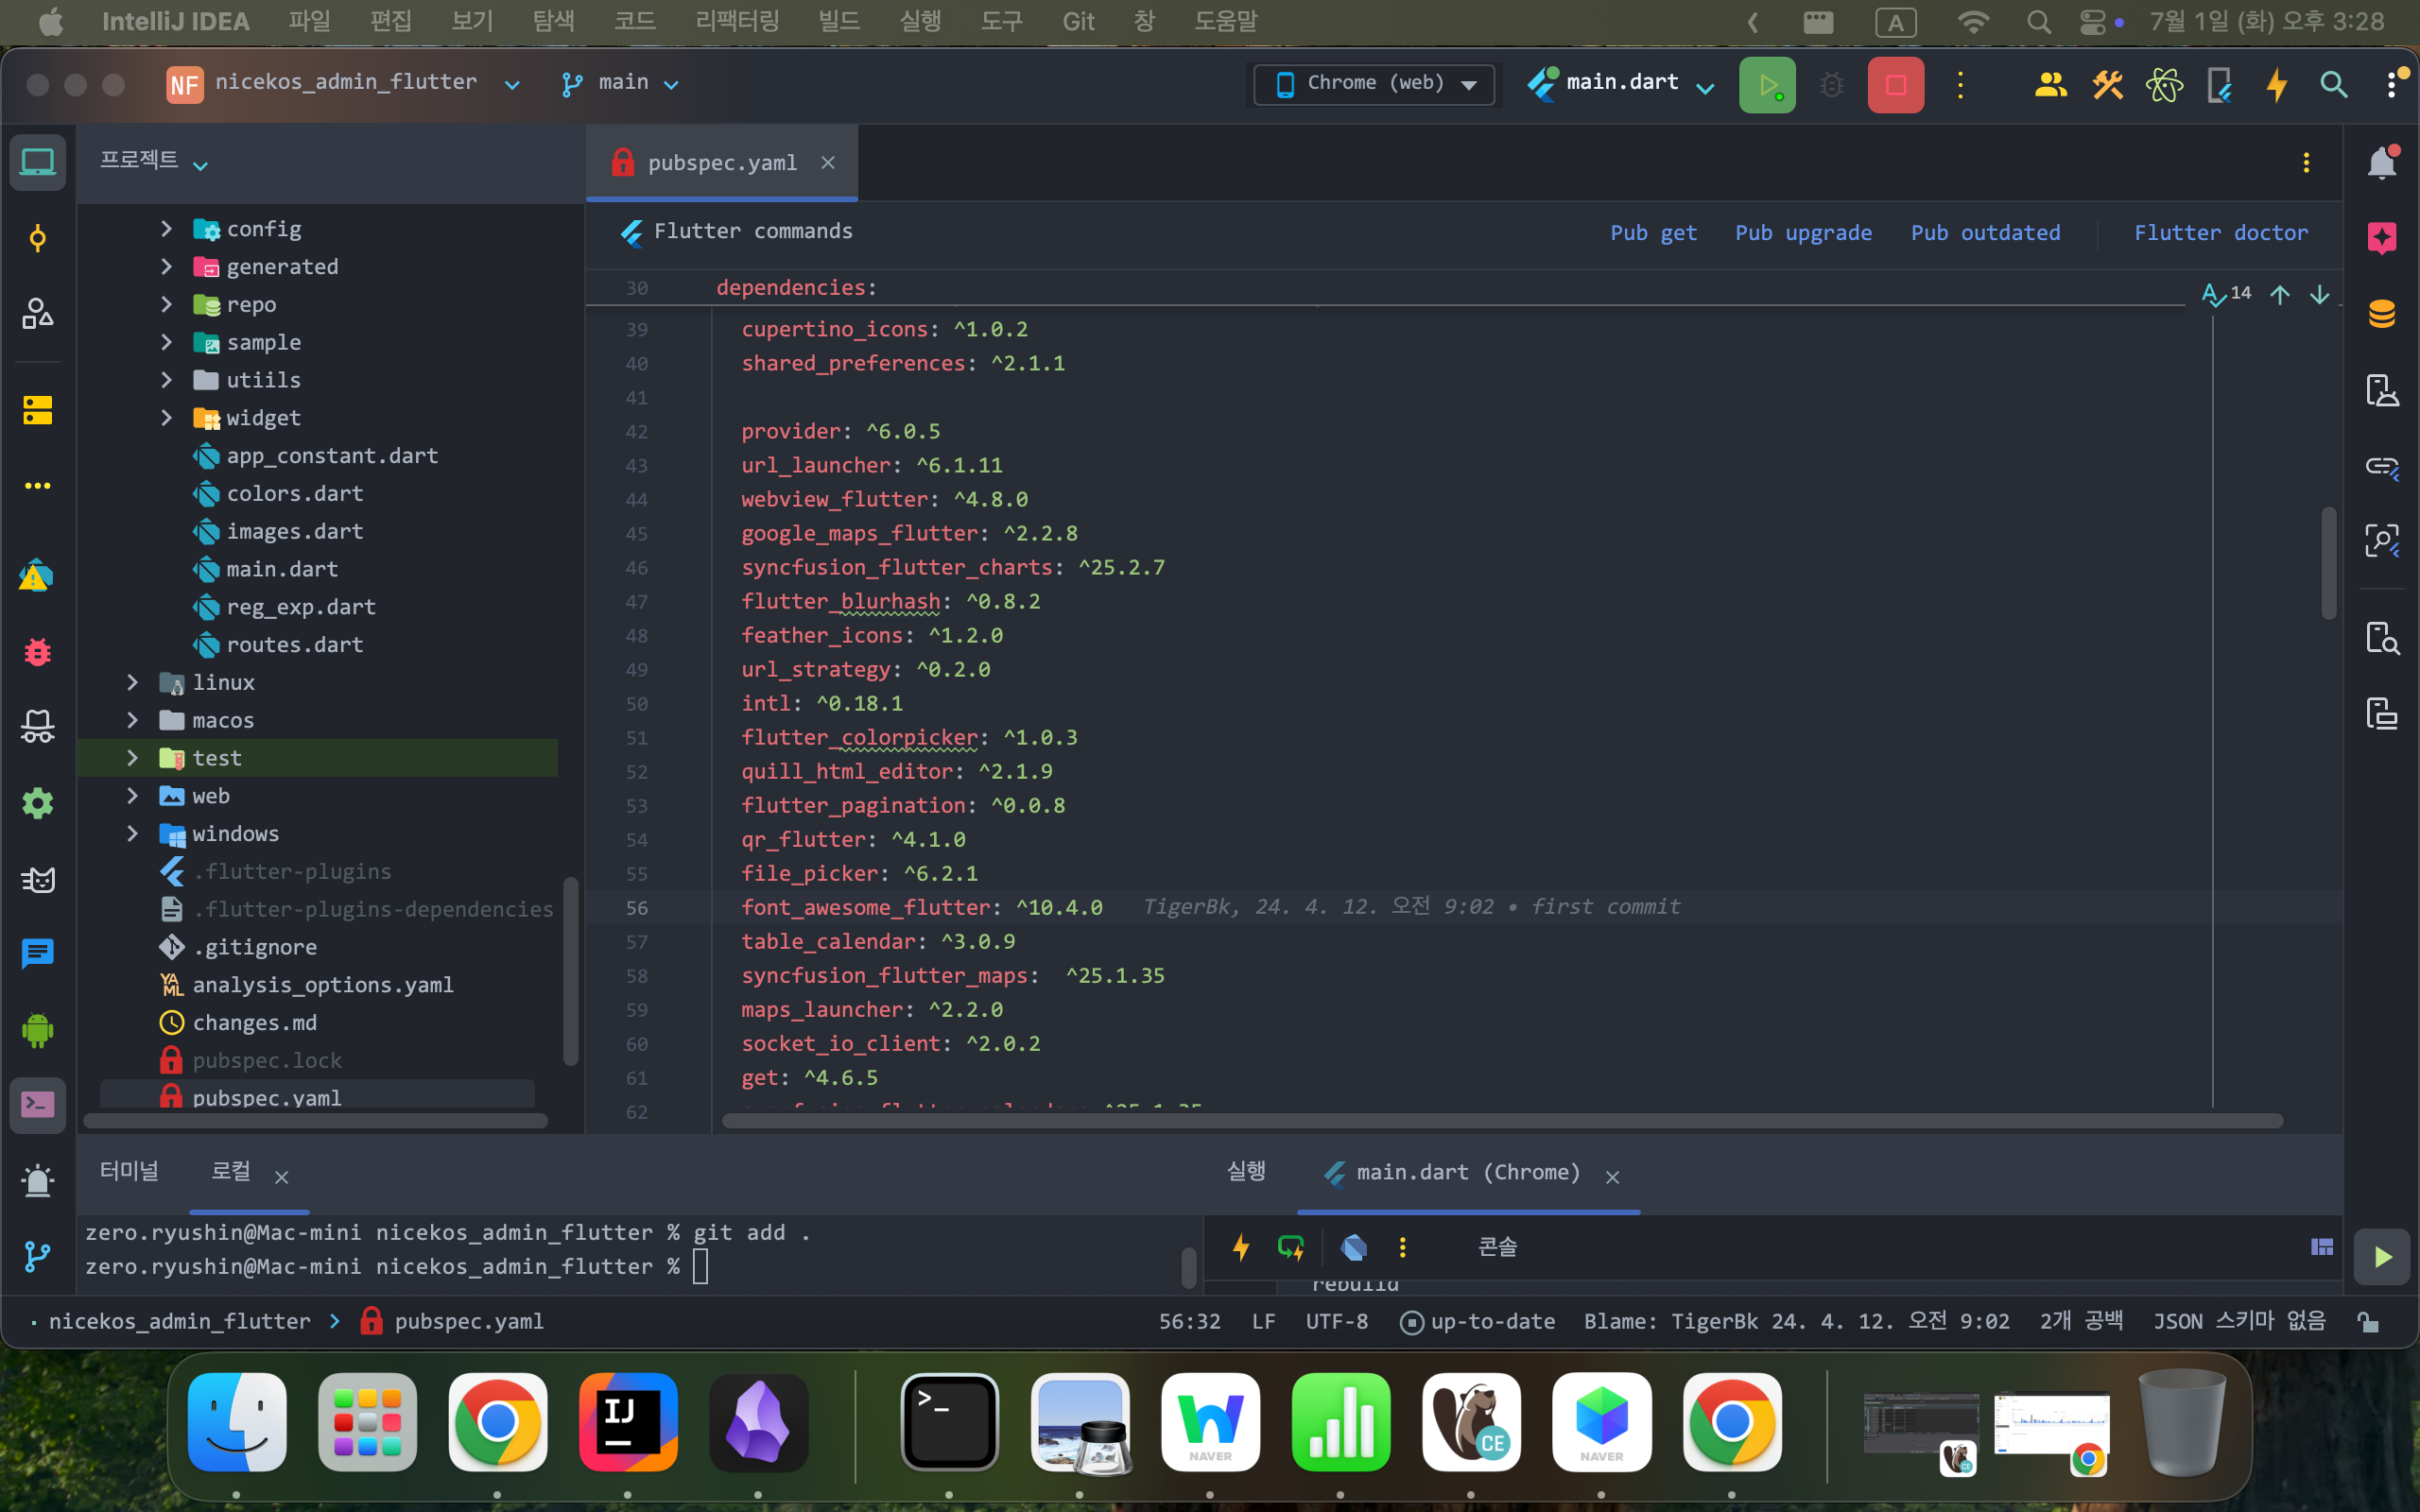 IntelliJ IDEA 파일 편집 보기 탐색 코드 리팩터링 빌드 실행 도구 Git 창 도움말 A 7월 1일 (화) 오후 3:28
NF nicekos_admin_flutter main Chrome (web) main.dart
프로젝트
pubspec.yaml
config
generated
repo
sample
utiils
widget
app_constant.dart
colors.dart
images.dart
main.dart
reg_exp.dart
routes.dart
linux
macos
test
web
windows
.flutter-plugins
.flutter-plugins-dependencies
.gitignore
YAML analysis_options.yaml
changes.md
pubspec.lock
pubspec.yaml
Flutter commands Pub get Pub upgrade Pub outdated Flutter doctor
30 dependencies:
14
39 cupertino_icons: ^1.0.2
40 shared_preferences: ^2.1.1
41
42 provider: ^6.0.5
43 url_launcher: ^6.1.11
44 webview_flutter: ^4.8.0
45 google_maps_flutter: ^2.2.8
46 syncfusion_flutter_charts: ^25.2.7
47 flutter_blurhash: ^0.8.2
48 feather_icons: ^1.2.0
49 url_strategy: ^0.2.0
50 intl: ^0.18.1
51 flutter_colorpicker: ^1.0.3
52 quill_html_editor: ^2.1.9
53 flutter_pagination: ^0.0.8
54 qr_flutter: ^4.1.0
55 file_picker: ^6.2.1
56 font_awesome_flutter: ^10.4.0 TigerBk, 24. 4. 12. 오전 9:02 • first commit
57 table_calendar: ^3.0.9
58 syncfusion_flutter_maps:  ^25.1.35
59 maps_launcher: ^2.2.0
60 socket_io_client: ^2.0.2
61 get: ^4.6.5
62
터미널 로컬
zero.ryushin@Mac-mini nicekos_admin_flutter % git add .
zero.ryushin@Mac-mini nicekos_admin_flutter %
실행 main.dart (Chrome)
콘솔
rebuild
nicekos_admin_flutter pubspec.yaml 56:32 LF UTF-8 up-to-date Blame: TigerBk 24. 4. 12. 오전 9:02 2개 공백 JSON 스키마 없음
IJ
NAVER
CE
NAVER